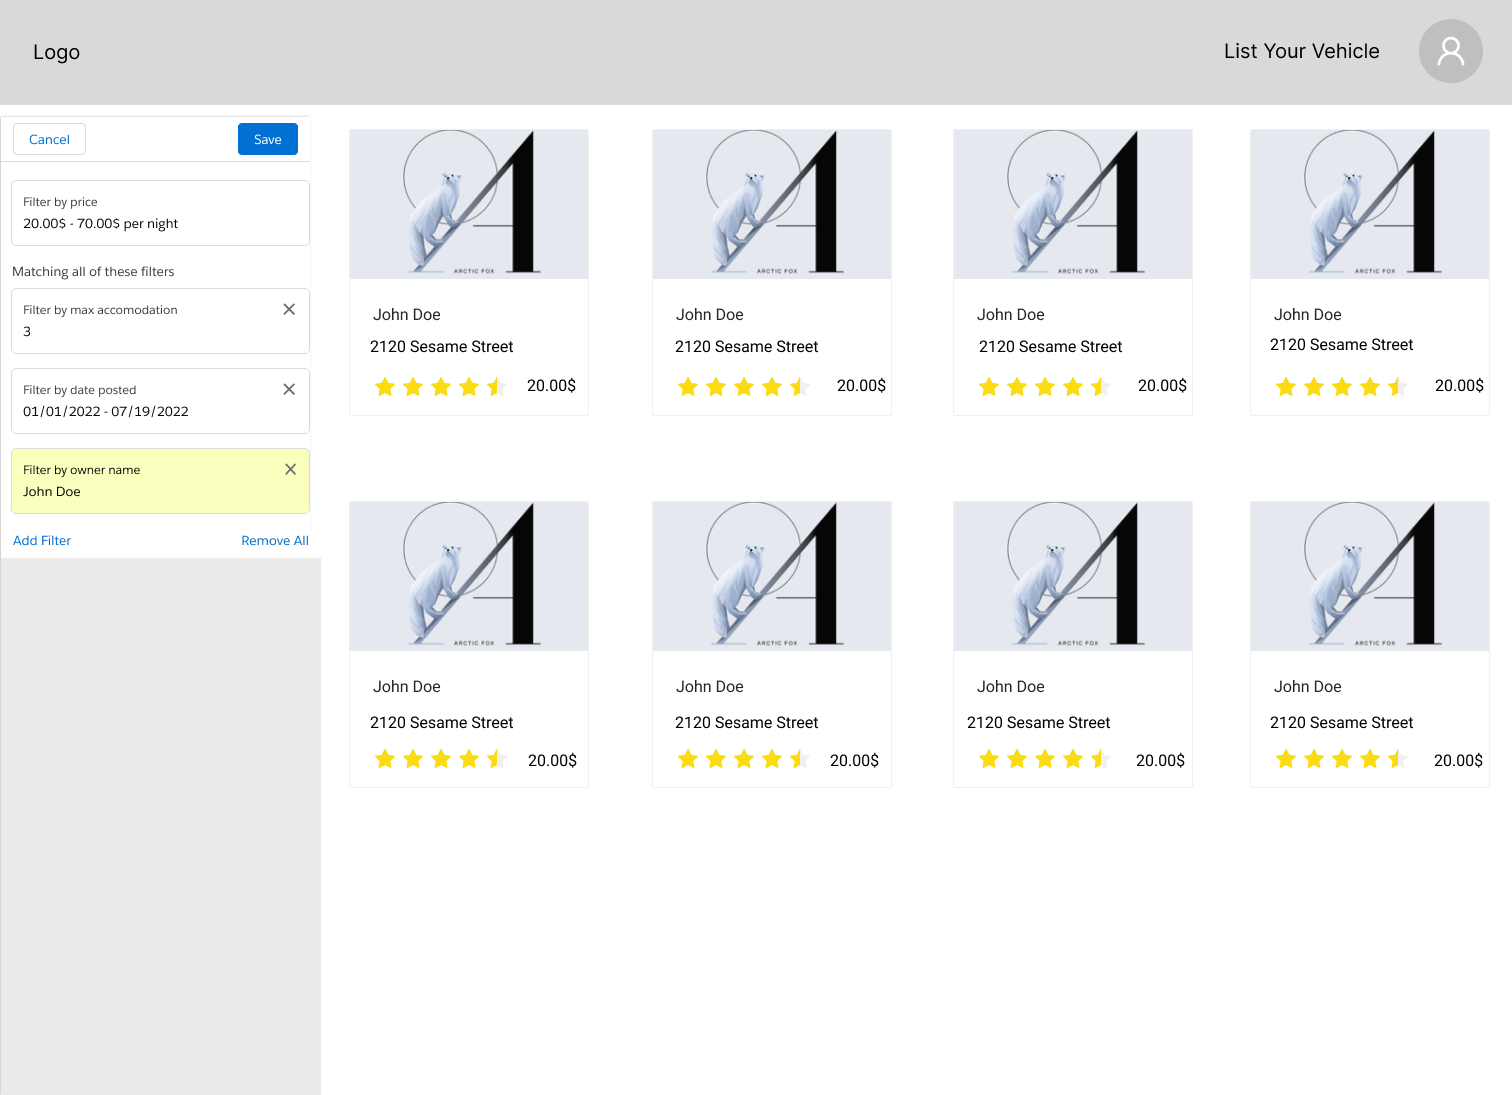 Logo
List Your Vehicle
Cancel
Save
Filter by price
20.00$ - 70.00$ per night
Matching all of these filters
Filter by max accomodation
3
Filter by date posted
01/01/2022 - 07/19/2022
Filter by owner name
John Doe
Add Filter
Remove All
A
ARCTIC FOX
John Doe
2120 Sesame Street
20.00$
A
ARCTIC FOX
John Doe
2120 Sesame Street
20.00$
A
ARCTIC FOX
John Doe
2120 Sesame Street
20.00$
A
ARCTIC FOX
John Doe
2120 Sesame Street
20.00$
A
ARCTIC FOX
John Doe
2120 Sesame Street
20.00$
A
ARCTIC FOX
John Doe
2120 Sesame Street
20.00$
A
ARCTIC FOX
John Doe
2120 Sesame Street
20.00$
A
ARCTIC FOX
John Doe
2120 Sesame Street
20.00$